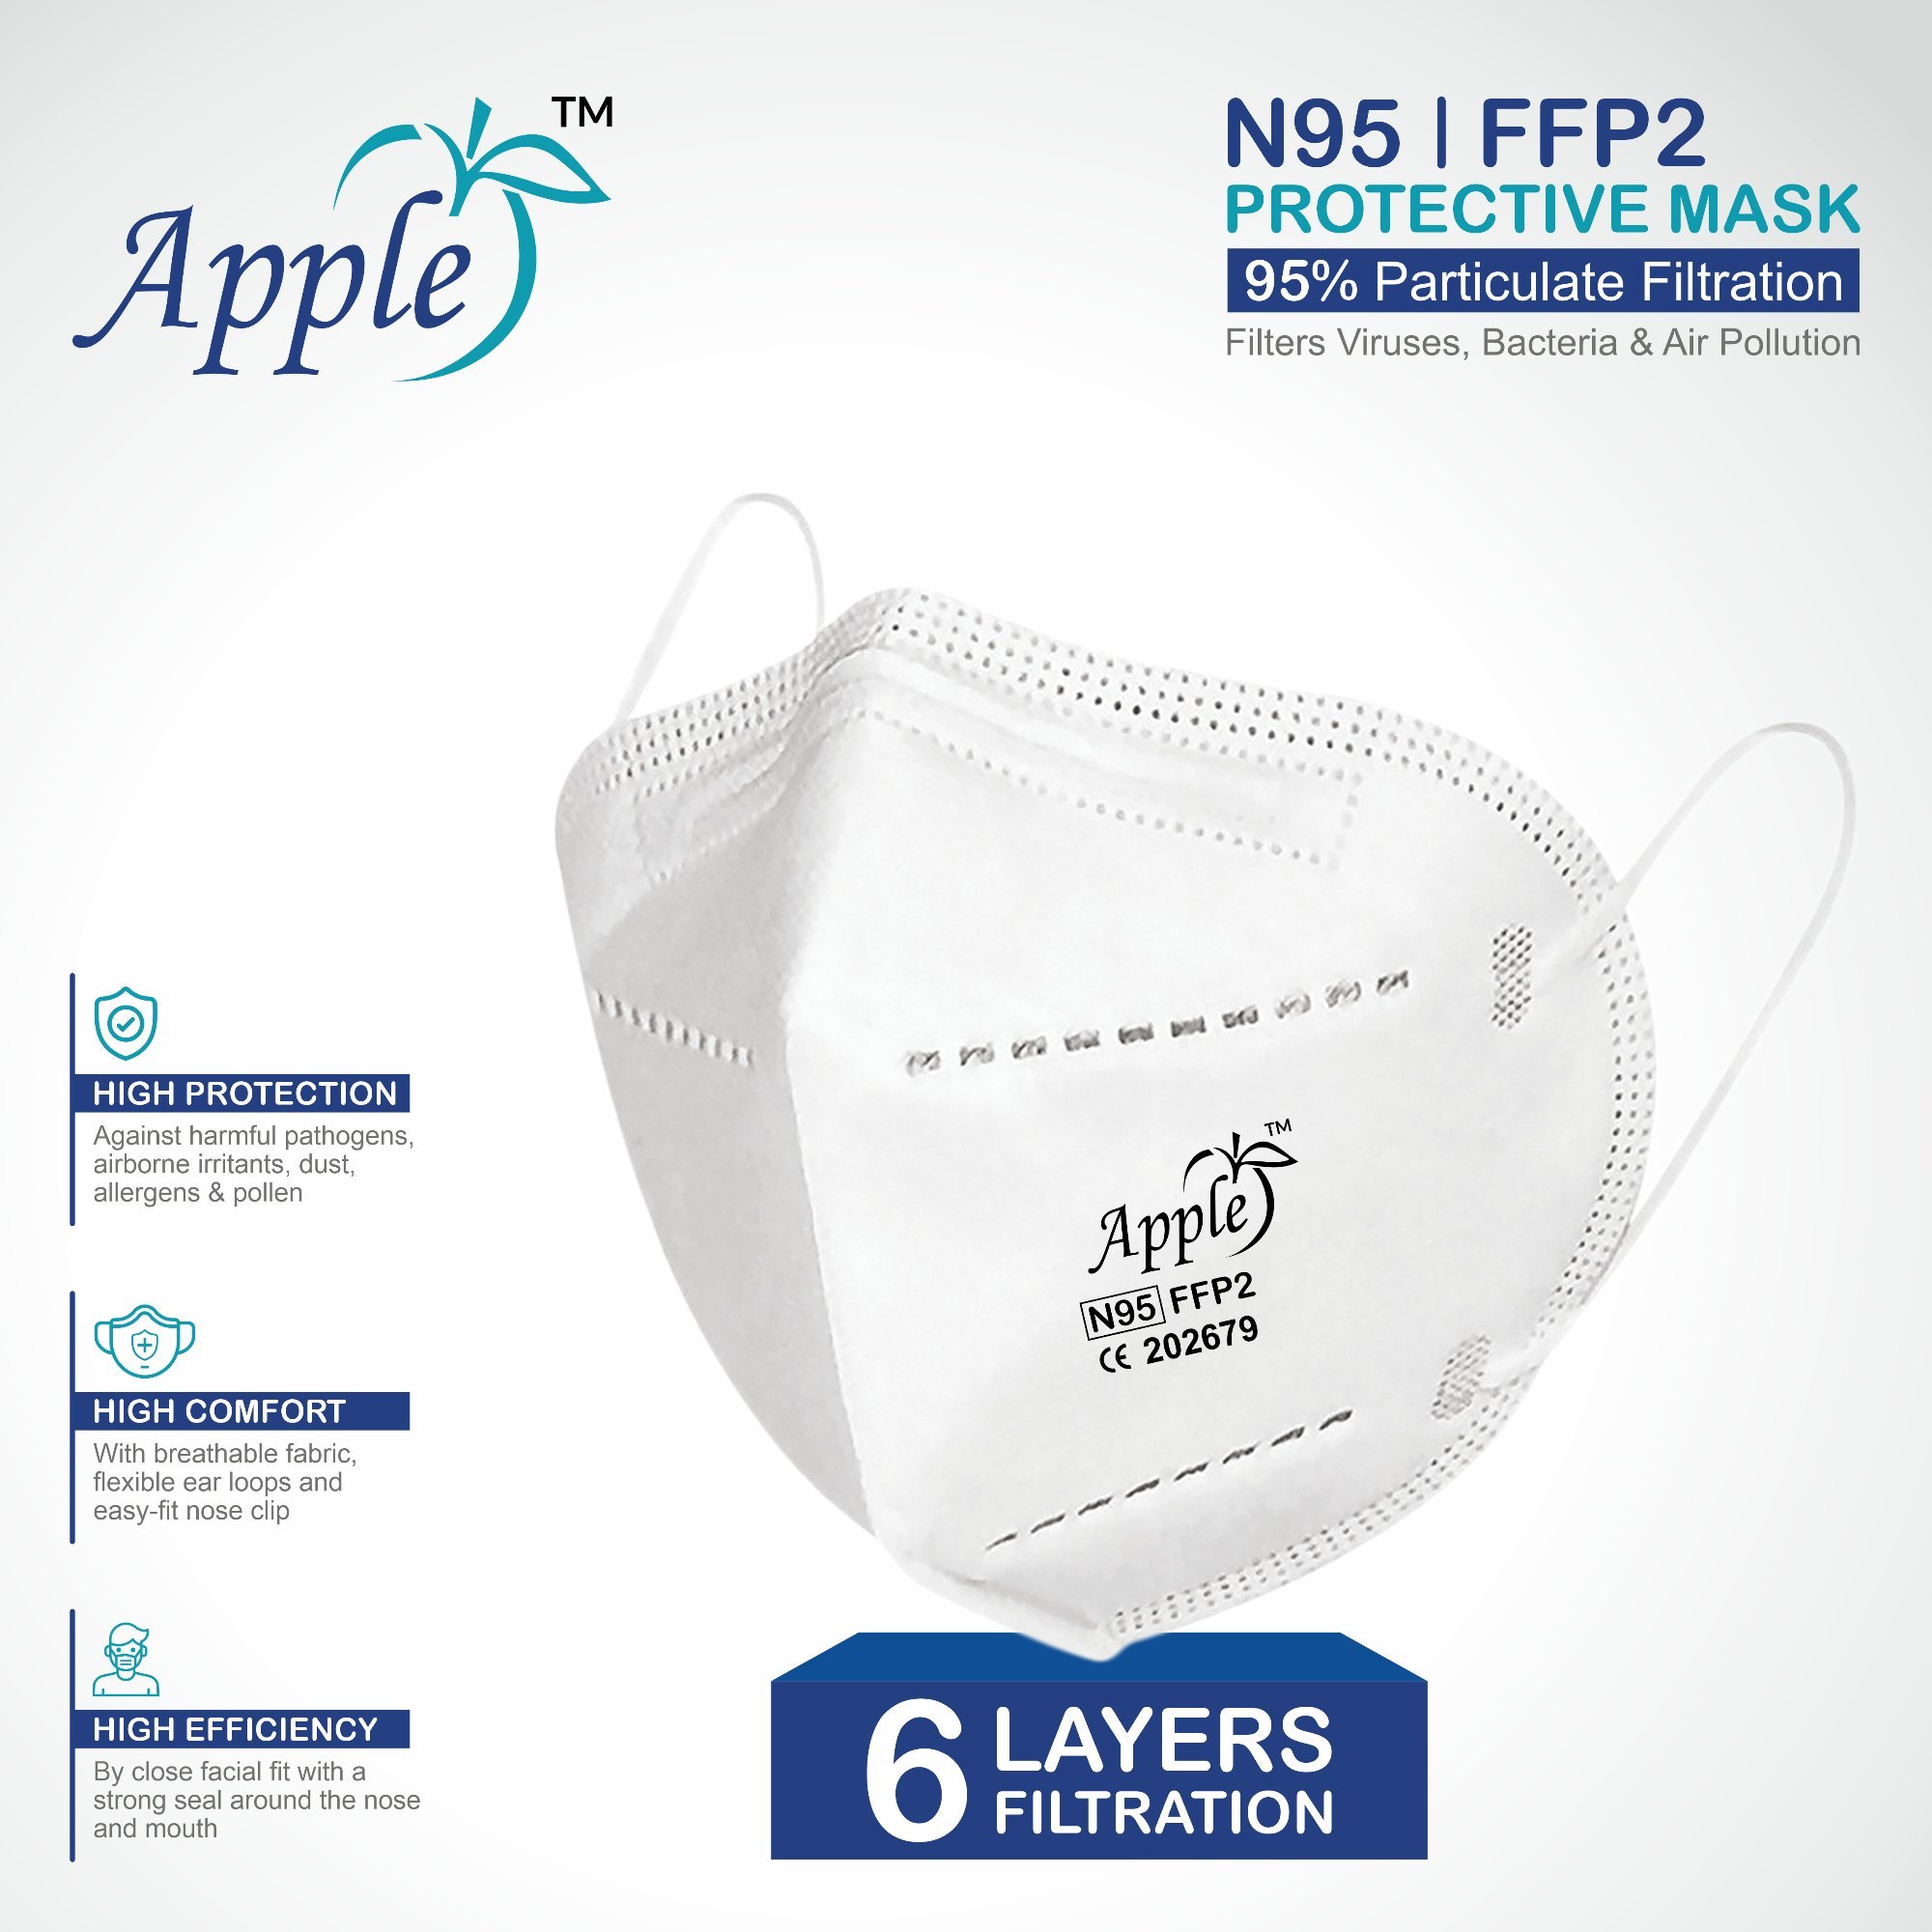 Apple TM
N95 | FFP2
PROTECTIVE MASK
95% Particulate Filtration
Filters Viruses, Bacteria & Air Pollution
HIGH PROTECTION
Against harmful pathogens,
airborne irritants, dust,
allergens & pollen
HIGH COMFORT
With breathable fabric,
flexible ear loops and
easy-fit nose clip
HIGH EFFICIENCY
By close facial fit with a
strong seal around the nose
and mouth
Apple TM
N95 FFP2
CE 202679
6 LAYERS
FILTRATION